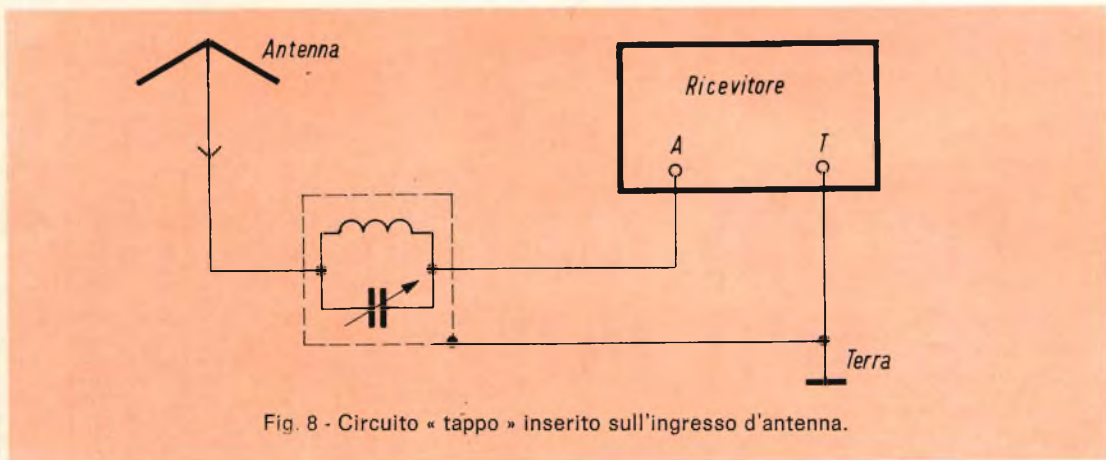 Antenna
Ricevitore
A T
Terra
Fig. 8 - Circuito « tappo » inserito sull'ingresso d'antenna.